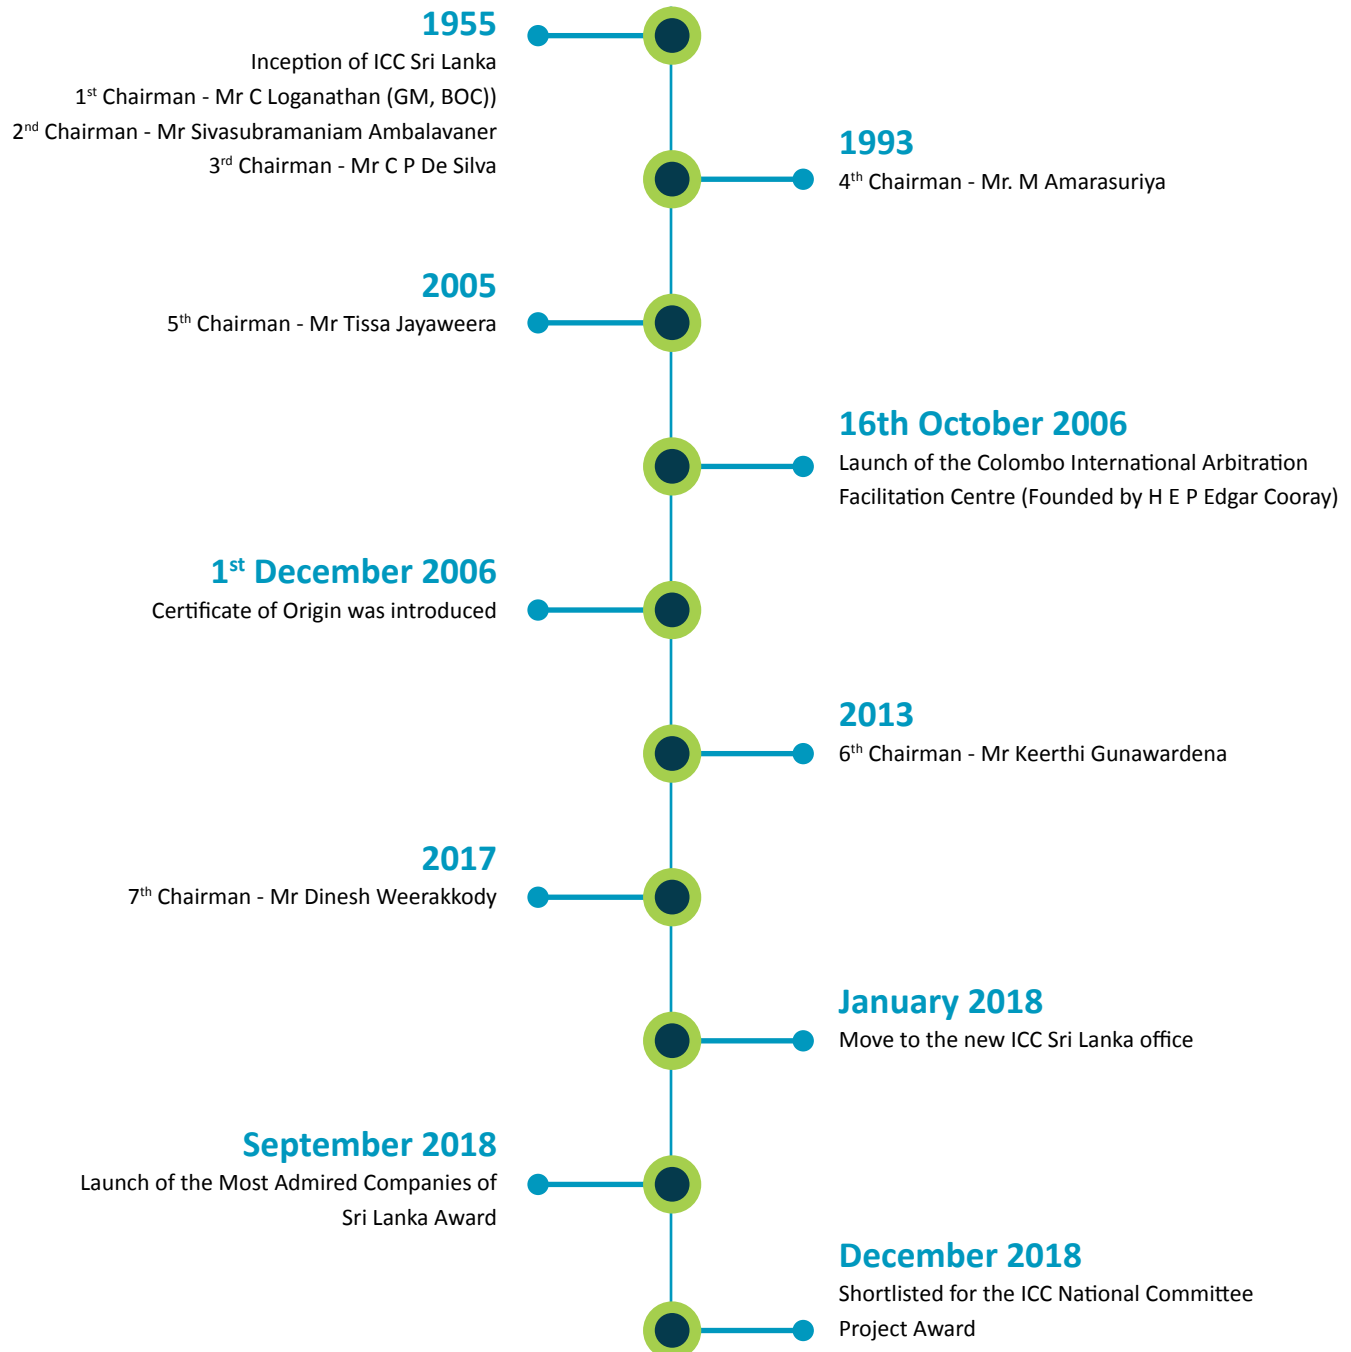 1955
Inception of ICC Sri Lanka
1st Chairman - Mr C Loganathan (GM, BOC))
2nd Chairman - Mr Sivasubramaniam Ambalavaner
3rd Chairman - Mr C P De Silva
1993
4th Chairman - Mr. M Amarasuriya
2005
5th Chairman - Mr Tissa Jayaweera
16th October 2006
Launch of the Colombo International Arbitration
Facilitation Centre (Founded by H E P Edgar Cooray)
1st December 2006
Certificate of Origin was introduced
2013
6th Chairman - Mr Keerthi Gunawardena
2017
7th Chairman - Mr Dinesh Weerakkody
January 2018
Move to the new ICC Sri Lanka office
September 2018
Launch of the Most Admired Companies of
Sri Lanka Award
December 2018
Shortlisted for the ICC National Committee
Project Award